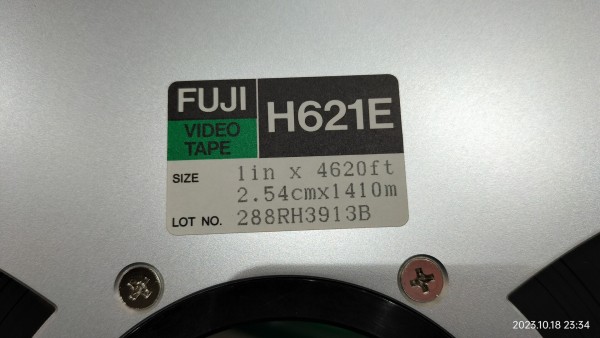 FUJI
VIDEO
TAPE
H621E
SIZE 1in x 4620ft
2.54cmx1410m
LOT NO. 288RH3913B
2023.10.18 23:34